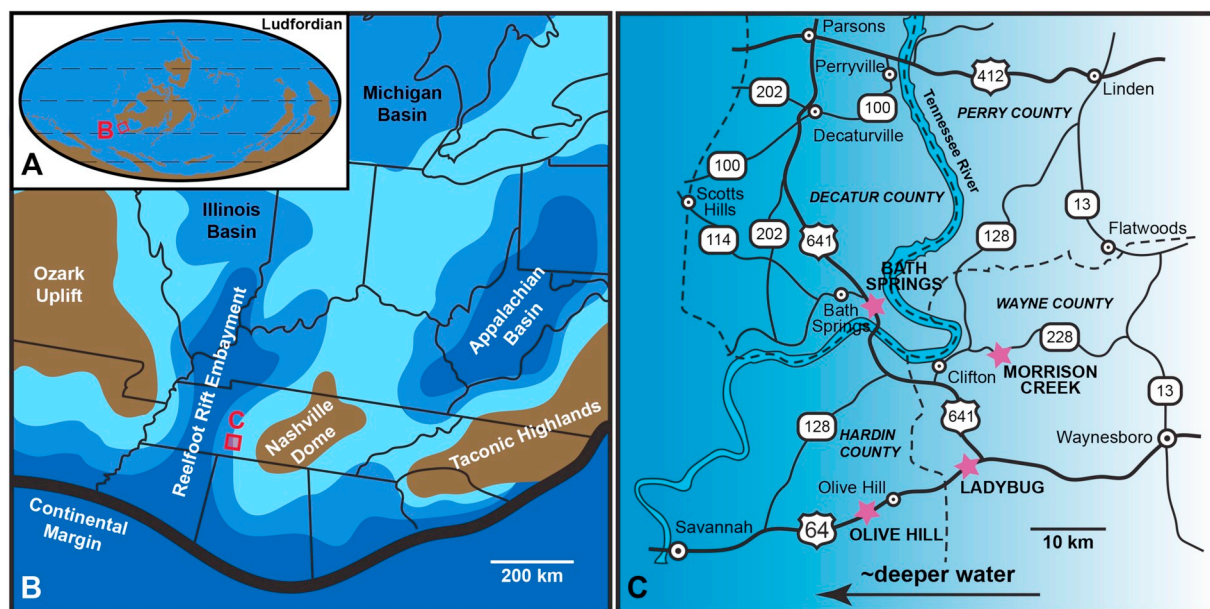 Ludfordian
B
A
Michigan
Basin
Illinois
Basin
Ozark
Uplift
Appalachian
Basin
Reelfoot Rift Embayment
C
Nashville
Dome
Taconic Highlands
Continental
Margin
200 km
B
Parsons
Perryville
412
Linden
202
100
Tennessee River
PERRY COUNTY
Decaturville
100
Scotts
Hills
DECATUR COUNTY
13
Flatwoods
114
202
641
128
BATH
SPRINGS
WAYNE COUNTY
Bath
Springs
228
Clifton
MORRISON
CREEK
13
128
641
HARDIN
COUNTY
Waynesboro
Olive Hill
LADYBUG
Savannah
64
OLIVE HILL
10 km
~deeper water
C